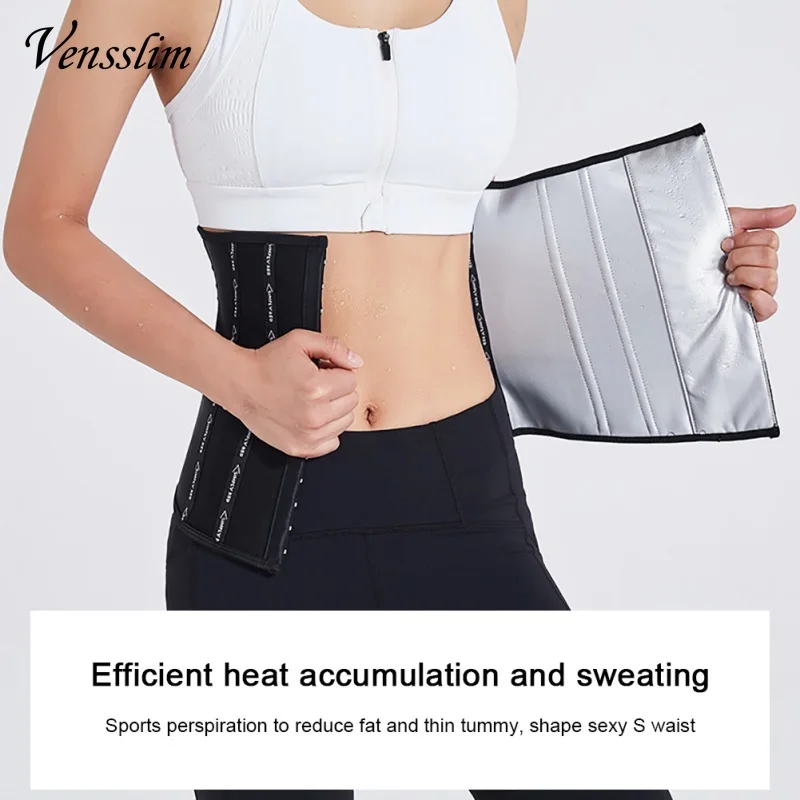 Vensslim
Efficient heat accumulation and sweating
Sports perspiration to reduce fat and thin tummy, shape sexy S waist